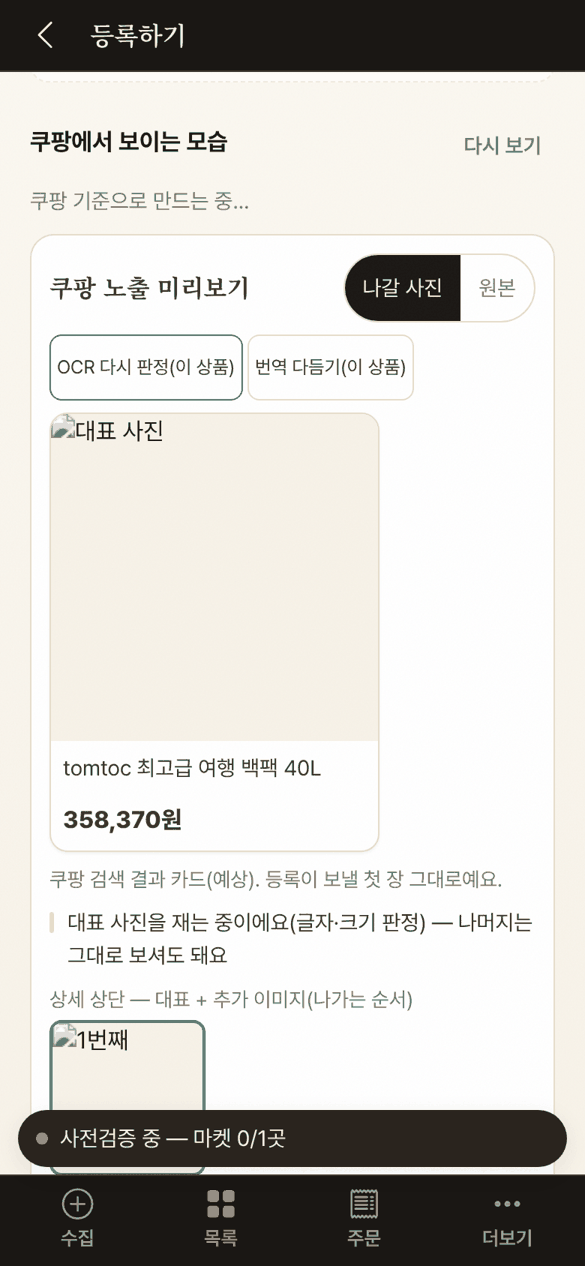 등록하기
쿠팡에서 보이는 모습
다시 보기
쿠팡 기준으로 만드는 중...
쿠팡 노출 미리보기
나갈 사진
원본
OCR 다시 판정(이 상품)
번역 다듬기(이 상품)
대표 사진
tomtoc 최고급 여행 백팩 40L
358,370원
쿠팡 검색 결과 카드(예상). 등록이 보낼 첫 장 그대로예요.
대표 사진을 재는 중이에요(글자·크기 판정) — 나머지는
그대로 보셔도 돼요
상세 상단 — 대표 + 추가 이미지(나가는 순서)
1번째
사전검증 중 — 마켓 0/1곳
수집
목록
주문
더보기